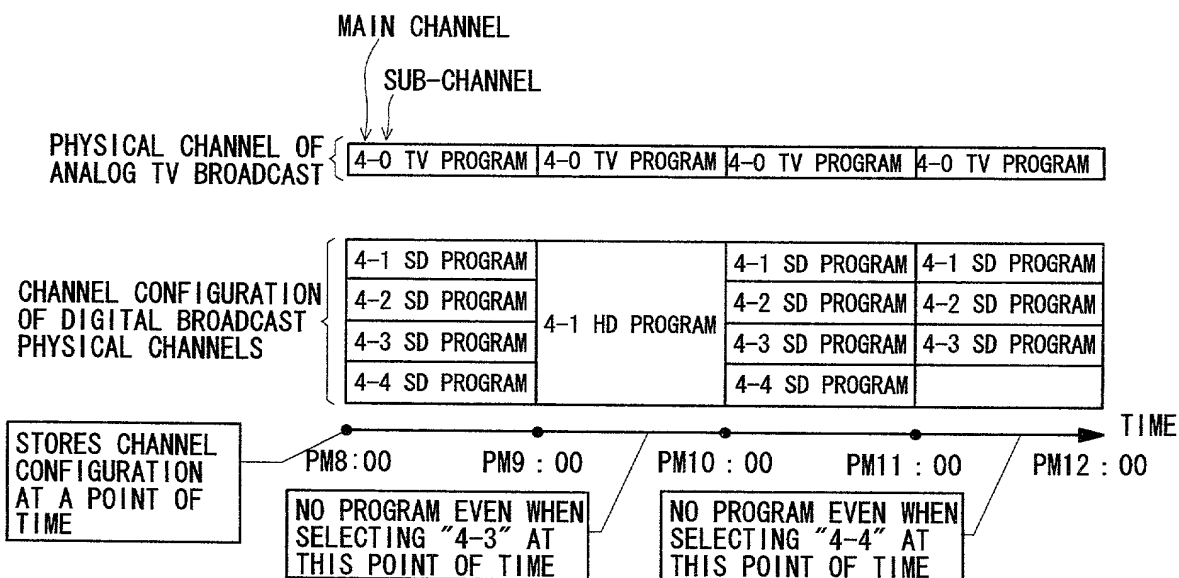 MAIN CHANNEL
SUB-CHANNEL
PHYSICAL CHANNEL OF
ANALOG TV BROADCAST
4-0 TV PROGRAM 4-0 TV PROGRAM 4-0 TV PROGRAM 4-0 TV PROGRAM
CHANNEL CONFIGURATION
OF DIGITAL BROADCAST
PHYSICAL CHANNELS
4-1 SD PROGRAM
4-2 SD PROGRAM
4-3 SD PROGRAM
4-4 SD PROGRAM
4-1 HD PROGRAM
4-1 SD PROGRAM 4-1 SD PROGRAM
4-2 SD PROGRAM 4-2 SD PROGRAM
4-3 SD PROGRAM 4-3 SD PROGRAM
4-4 SD PROGRAM
TIME
PM8:00 PM9 : 00 PM10 : 00 PM11 : 00 PM12 : 00
STORES CHANNEL
CONFIGURATION
AT A POINT OF
TIME
NO PROGRAM EVEN WHEN
SELECTING "4-3" AT
THIS POINT OF TIME
NO PROGRAM EVEN WHEN
SELECTING "4-4" AT
THIS POINT OF TIME